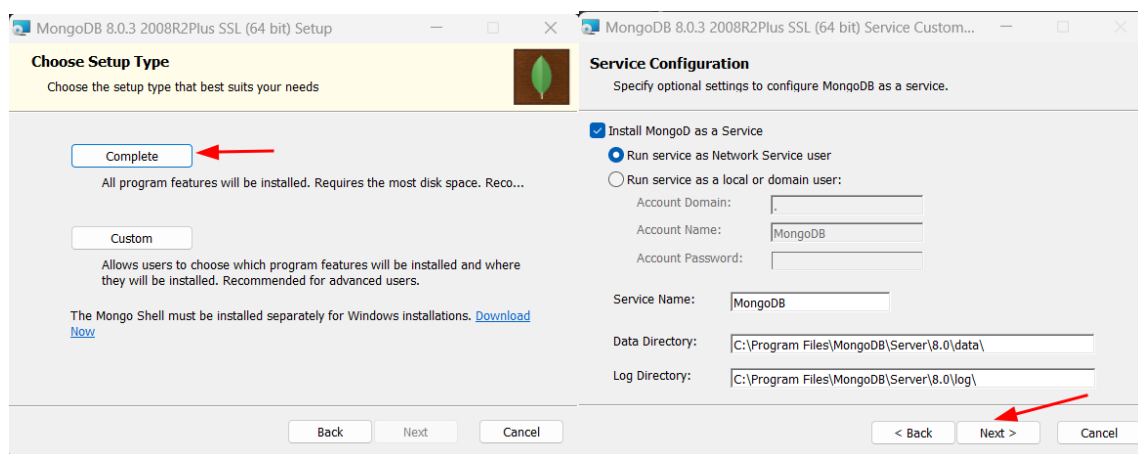 MongoDB 8.0.3 2008R2Plus SSL (64 bit) Setup
Choose Setup Type
Choose the setup type that best suits your needs
Complete
All program features will be installed. Requires the most disk space. Reco...
Custom
Allows users to choose which program features will be installed and where
they will be installed. Recommended for advanced users.
The Mongo Shell must be installed separately for Windows installations. Download
Now
Back Next Cancel
MongoDB 8.0.3 2008R2Plus SSL (64 bit) Service Custom...
Service Configuration
Specify optional settings to configure MongoDB as a service.
Install MongoD as a Service
Run service as Network Service user
Run service as a local or domain user:
Account Domain: .
Account Name: MongoDB
Account Password:
Service Name: MongoDB
Data Directory: C:\Program Files\MongoDB\Server\8.0\data\
Log Directory: C:\Program Files\MongoDB\Server\8.0\log\
< Back Next > Cancel